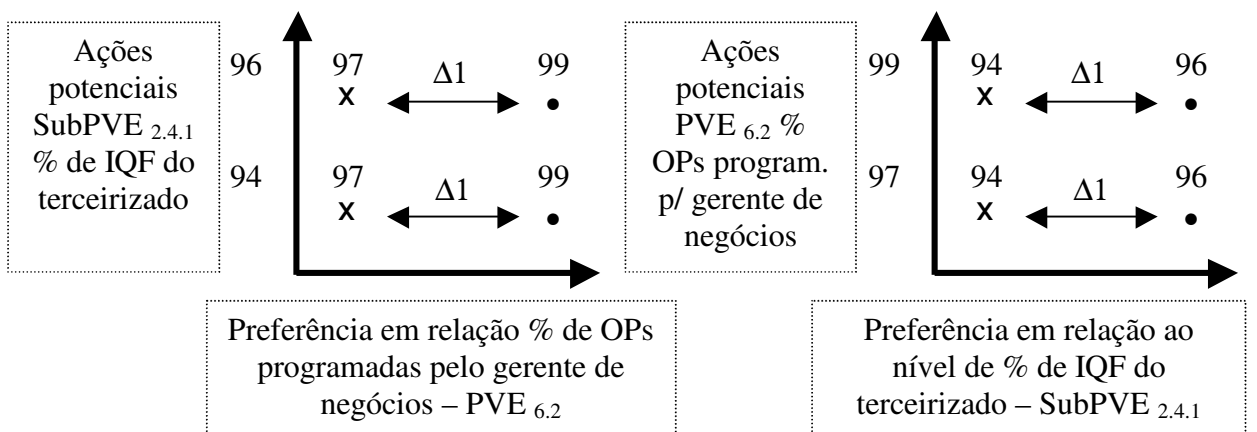 Ações
potenciais
SubPVE 2.4.1
% de IQF do
terceirizado
96
97
Δ1
99
x
•
94
97
Δ1
99
x
•
Preferência em relação % de OPs
programadas pelo gerente de
negócios – PVE 6.2
Ações
potenciais
PVE 6.2 %
OPs program.
p/ gerente de
negócios
99
94
Δ1
96
x
•
97
94
Δ1
96
x
•
Preferência em relação ao
nível de % de IQF do
terceirizado – SubPVE 2.4.1